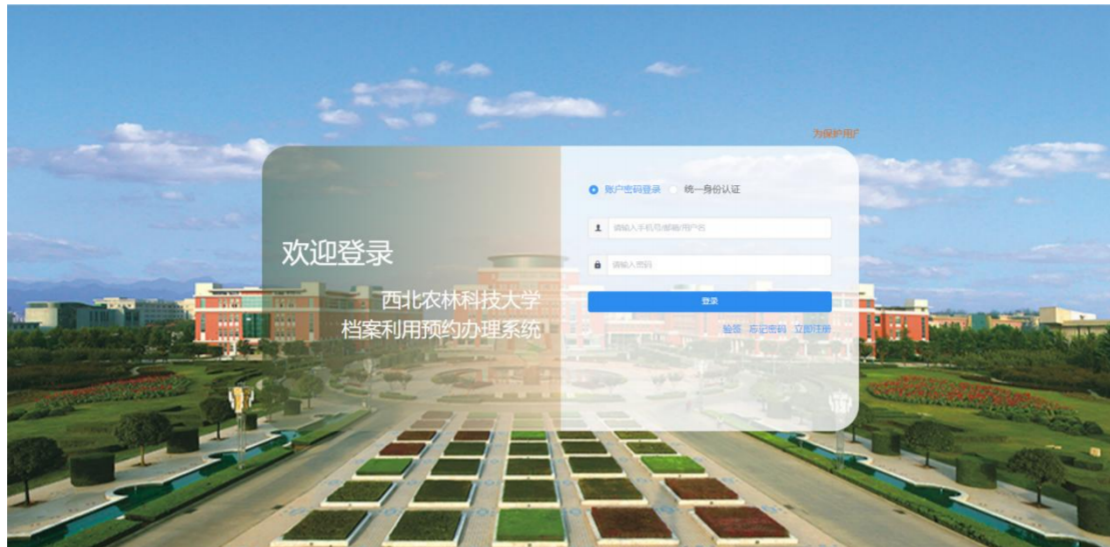 为保护用户
账户密码登录 统一身份认证
请输入手机号/邮箱/用户名
欢迎登录
请输入密码
西北农林科技大学
登录
档案利用预约办理系统
验签 忘记密码 立即注册